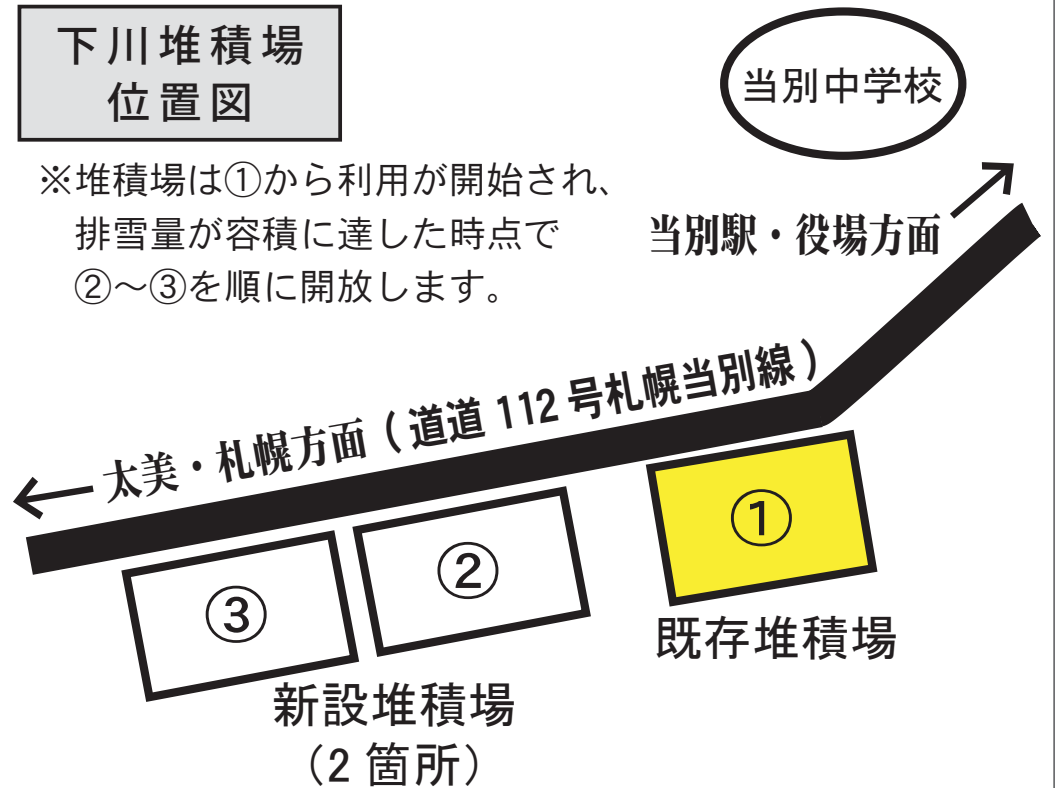 下川堆積場
位置図
当別中学校
※堆積場は①から利用が開始され、
排雪量が容積に達した時点で
②～③を順に開放します。
当別駅・役場方面
太美・札幌方面（道道112号札幌当別線）
①
②
③
既存堆積場
新設堆積場
（2箇所）